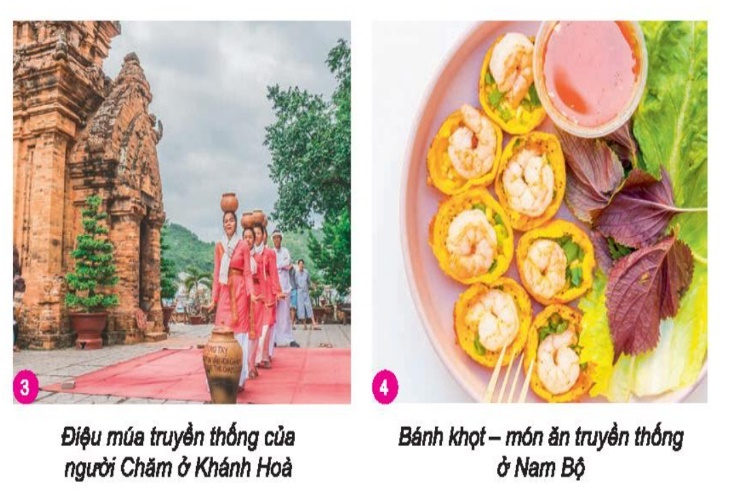 3
Điệu múa truyền thống của
người Chăm ở Khánh Hoà
4
Bánh khọt – món ăn truyền thống
ở Nam Bộ